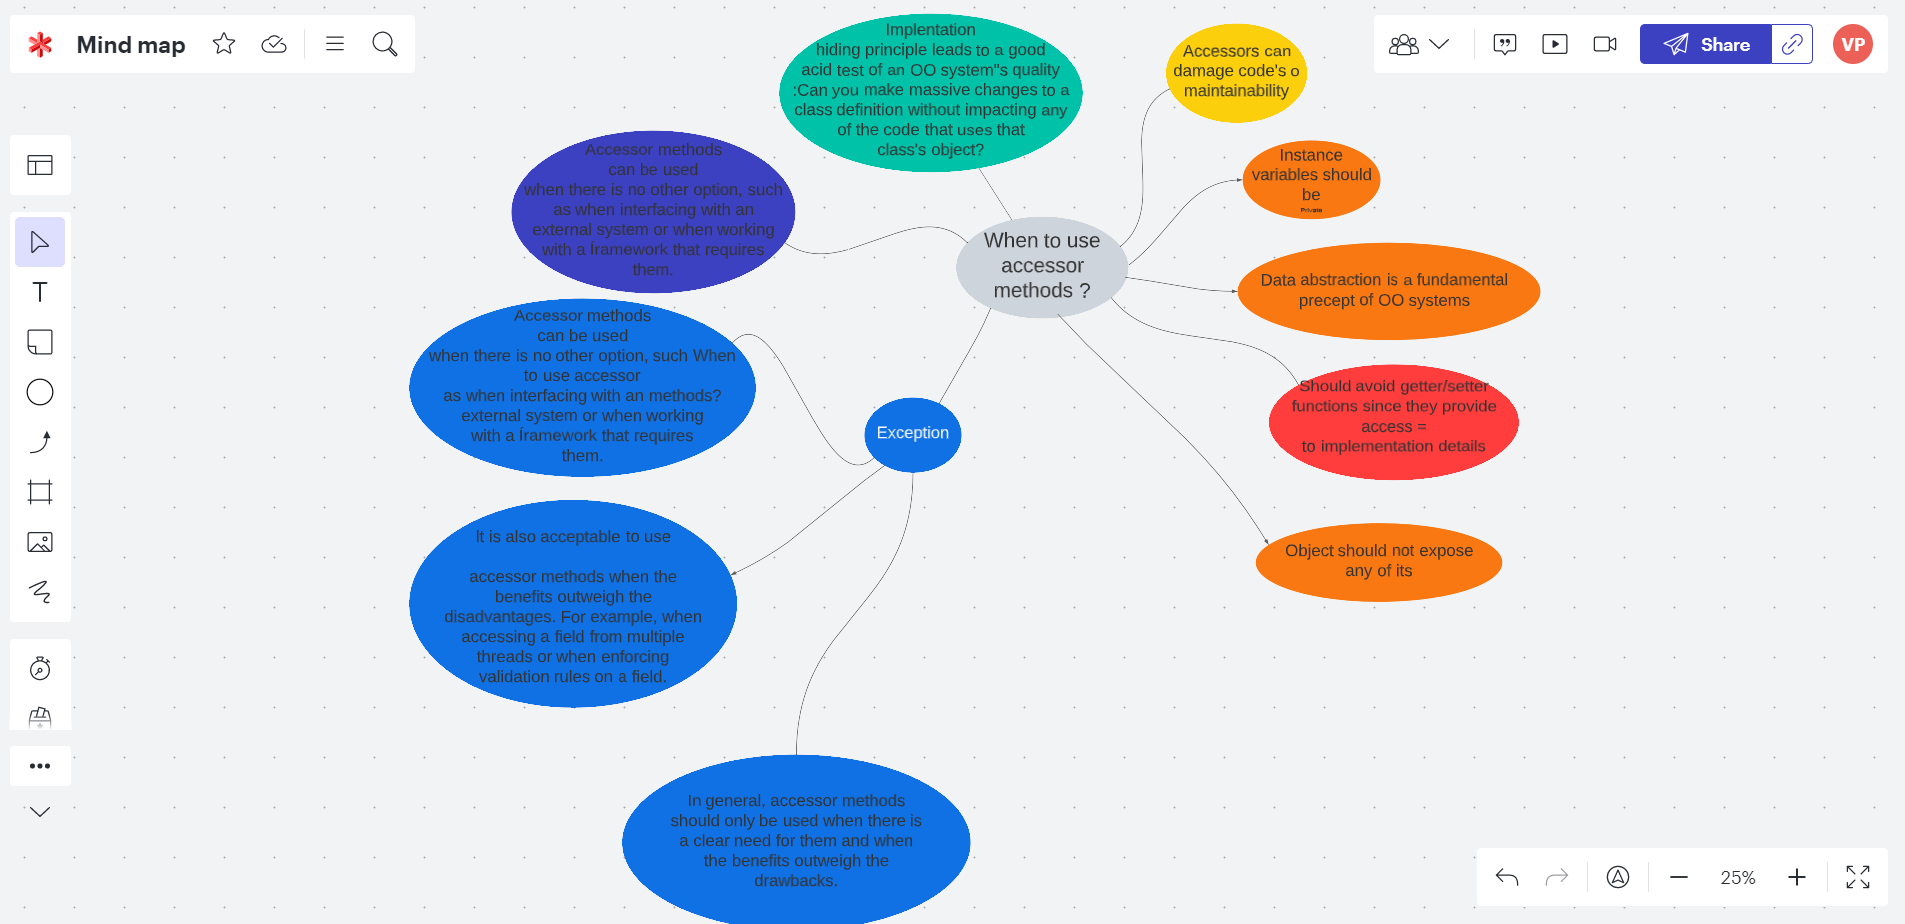 Mind map
Share
VP
Implentation
hiding principle leads to a good
acid test of an OO system"s quality
:Can you make massive changes to a
class definition without impacting any
of the code that uses that
class's object?
Accessors can
damage code's o
maintainability
Accessor methods
can be used
when there is no other option, such
as when interfacing with an
external system or when working
with a framework that requires
them.
Instance
variables should
be
Private
When to use
accessor
methods ?
Data abstraction is a fundamental
precept of OO systems
Accessor methods
can be used
when there is no other option, such When
to use accessor
as when interfacing with an methods?
external system or when working
with a framework that requires
them.
Should avoid getter/setter
functions since they provide
access =
to implementation details
Exception
It is also acceptable to use
accessor methods when the
benefits outweigh the
disadvantages. For example, when
accessing a field from multiple
threads or when enforcing
validation rules on a field.
Object should not expose
any of its
In general, accessor methods
should only be used when there is
a clear need for them and when
the benefits outweigh the
drawbacks.
25%